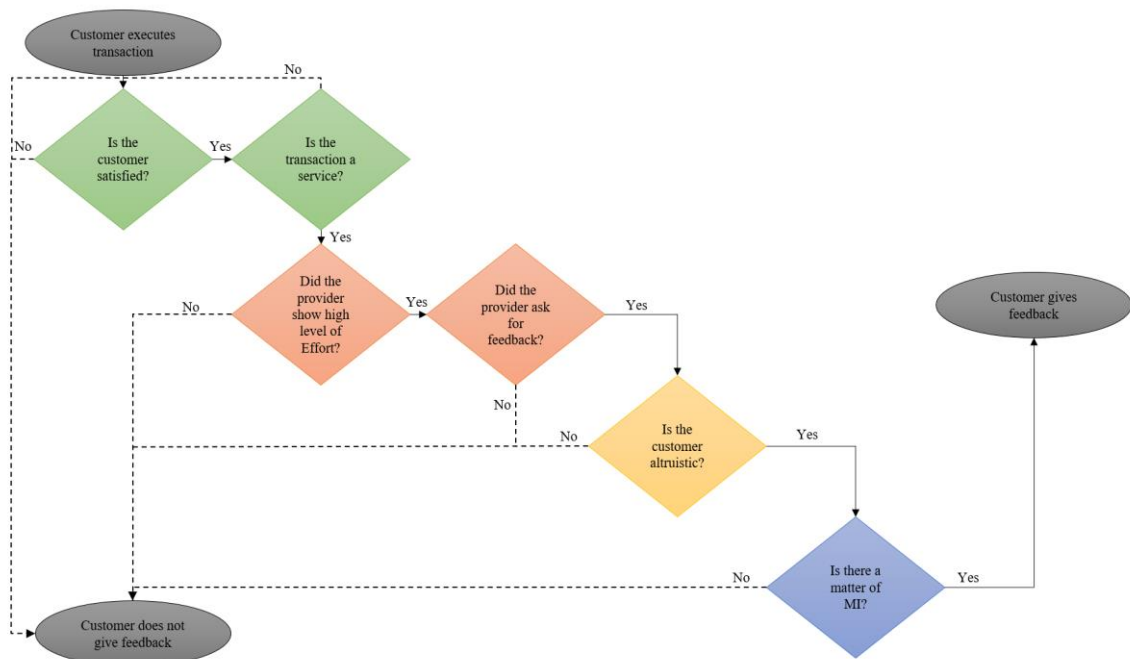 Customer executes
transaction
No
No
Is the
customer
satisfied?
Yes
Is the
transaction a
service?
Yes
No
Did the
provider
show high
level of
Effort?
Yes
Did the
provider ask
for
feedback?
Yes
Customer gives
feedback
No
No
Is the
customer
altruistic?
Yes
No
Is there a
matter of
MI?
Yes
Customer does not
give feedback